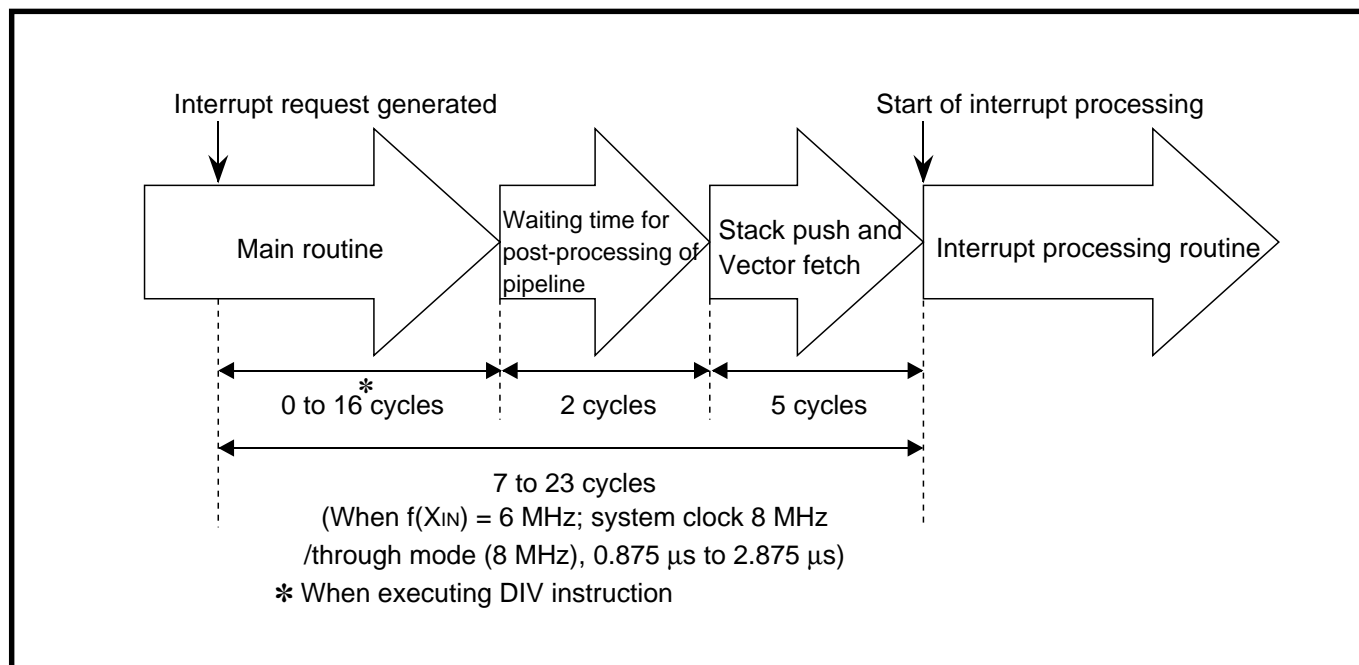 Interrupt request generated
Start of interrupt processing
Main routine
Waiting time for
post-processing of
pipeline
Stack push and
Vector fetch
Interrupt processing routine
0 to 16 cycles
✻
2 cycles
5 cycles
7 to 23 cycles
(When f(XIN) = 6 MHz; system clock 8 MHz
/through mode (8 MHz), 0.875 μs to 2.875 μs)
✻ When executing DIV instruction